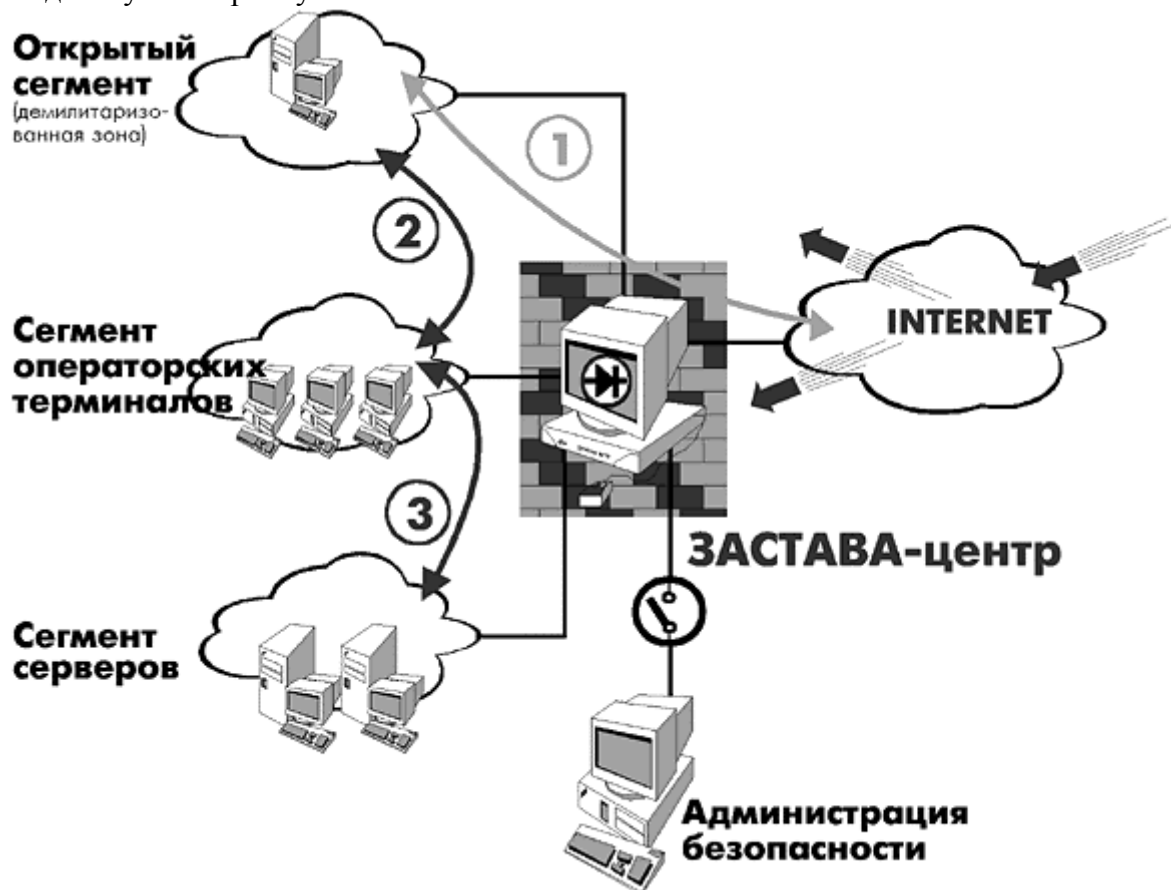 Открытый
сегмент
(демилитаризо-
ванная зона)
1
2
INTERNET
Сегмент
операторских
терминалов
3
ЗАСТАВА-центр
Сегмент
серверов
Администрация
безопасности